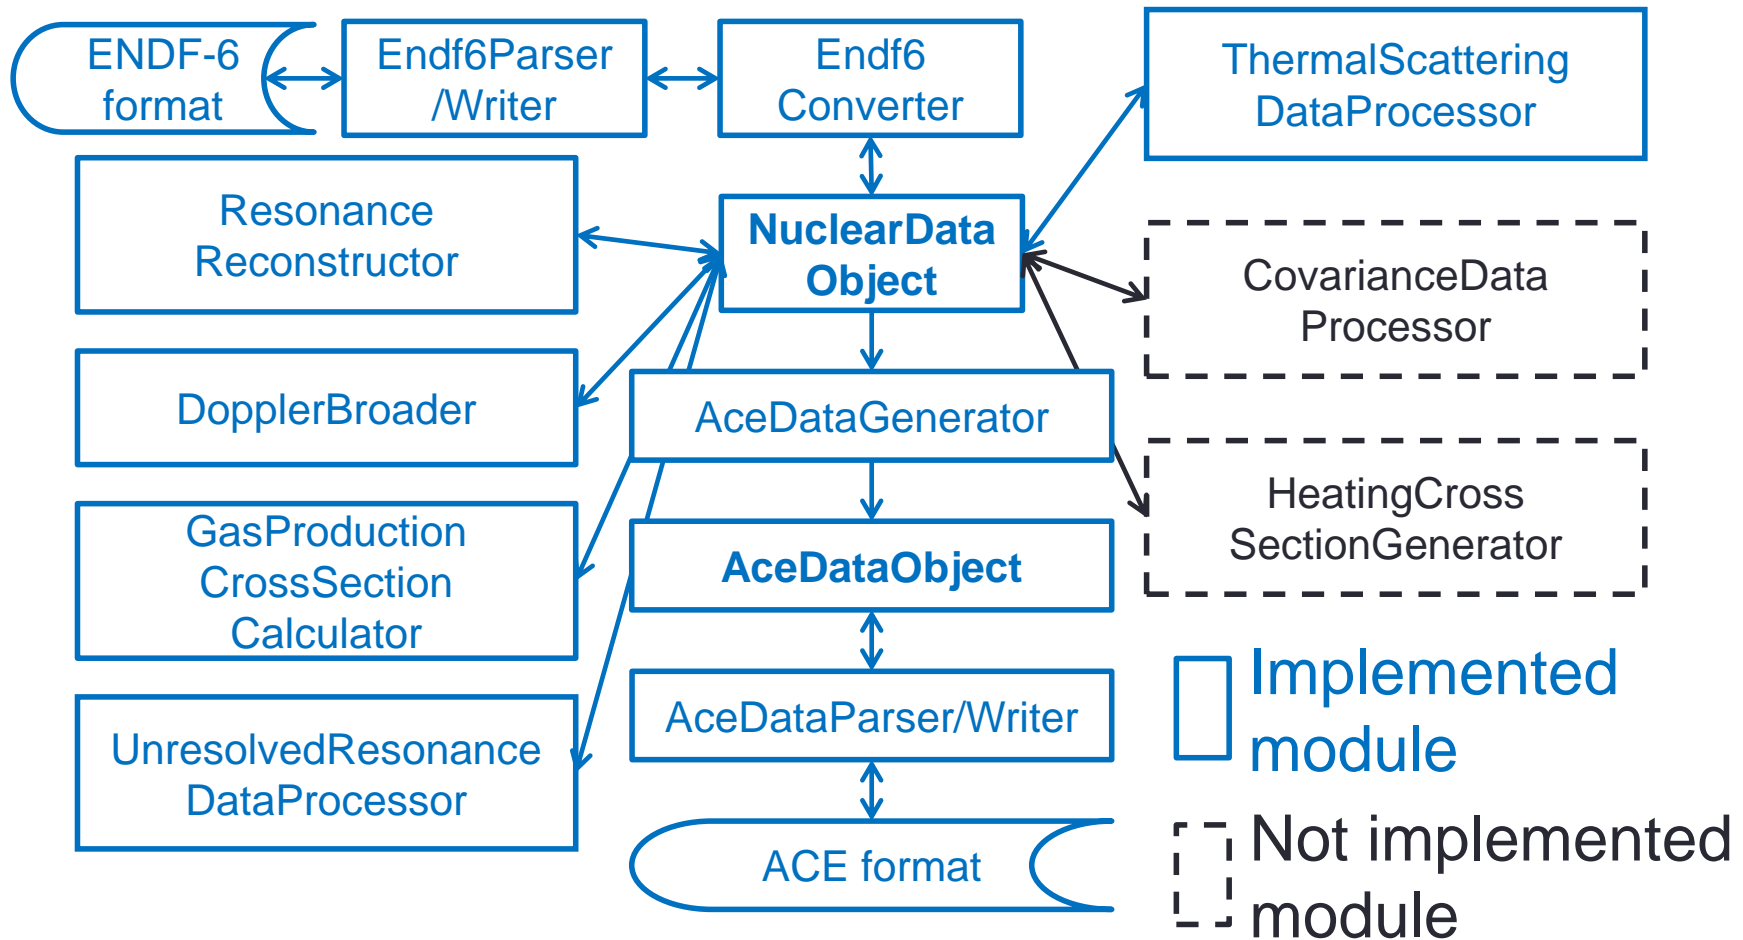 ENDF-6
format
Endf6Parser
/Writer
Endf6
Converter
ThermalScattering
DataProcessor
Resonance
Reconstructor
NuclearData
Object
CovarianceData
Processor
DopplerBroader
AceDataGenerator
HeatingCross
SectionGenerator
GasProduction
CrossSection
Calculator
AceDataObject
UnresolvedResonance
DataProcessor
AceDataParser/Writer
ACE format
Implemented
module
Not implemented
module